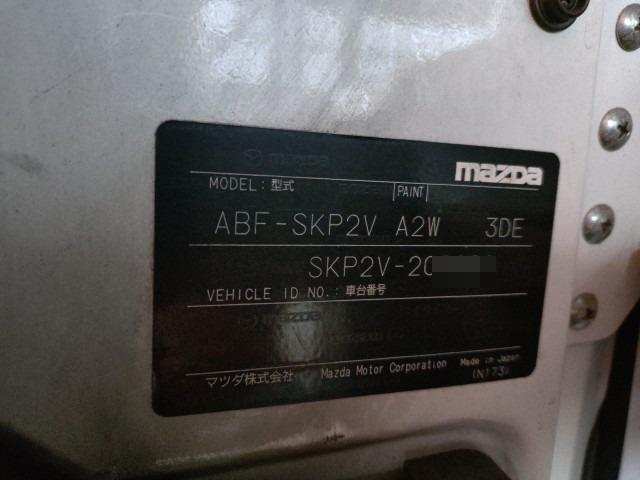 mazda
MODEL: 型式 PAINT
ABF-SKP2V A2W 3DE
SKP2V-20
VEHICLE ID NO.: 車台番号
マツダ株式会社 Mazda Motor Corporation Made in Japan
(N173)